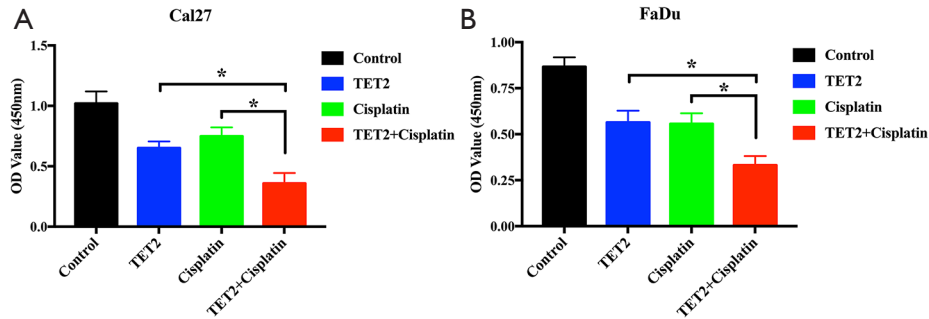 A
Cal27
OD Value (450nm)
1.5
1.0
0.5
0.0
*
*
Control
TET2
Cisplatin
TET2+Cisplatin
Control
TET2
Cisplatin
TET2+Cisplatin
B
FaDu
OD Value (450nm)
1.00
0.75
0.50
0.25
0.00
*
*
Control
TET2
Cisplatin
TET2+Cisplatin
Control
TET2
Cisplatin
TET2+Cisplatin